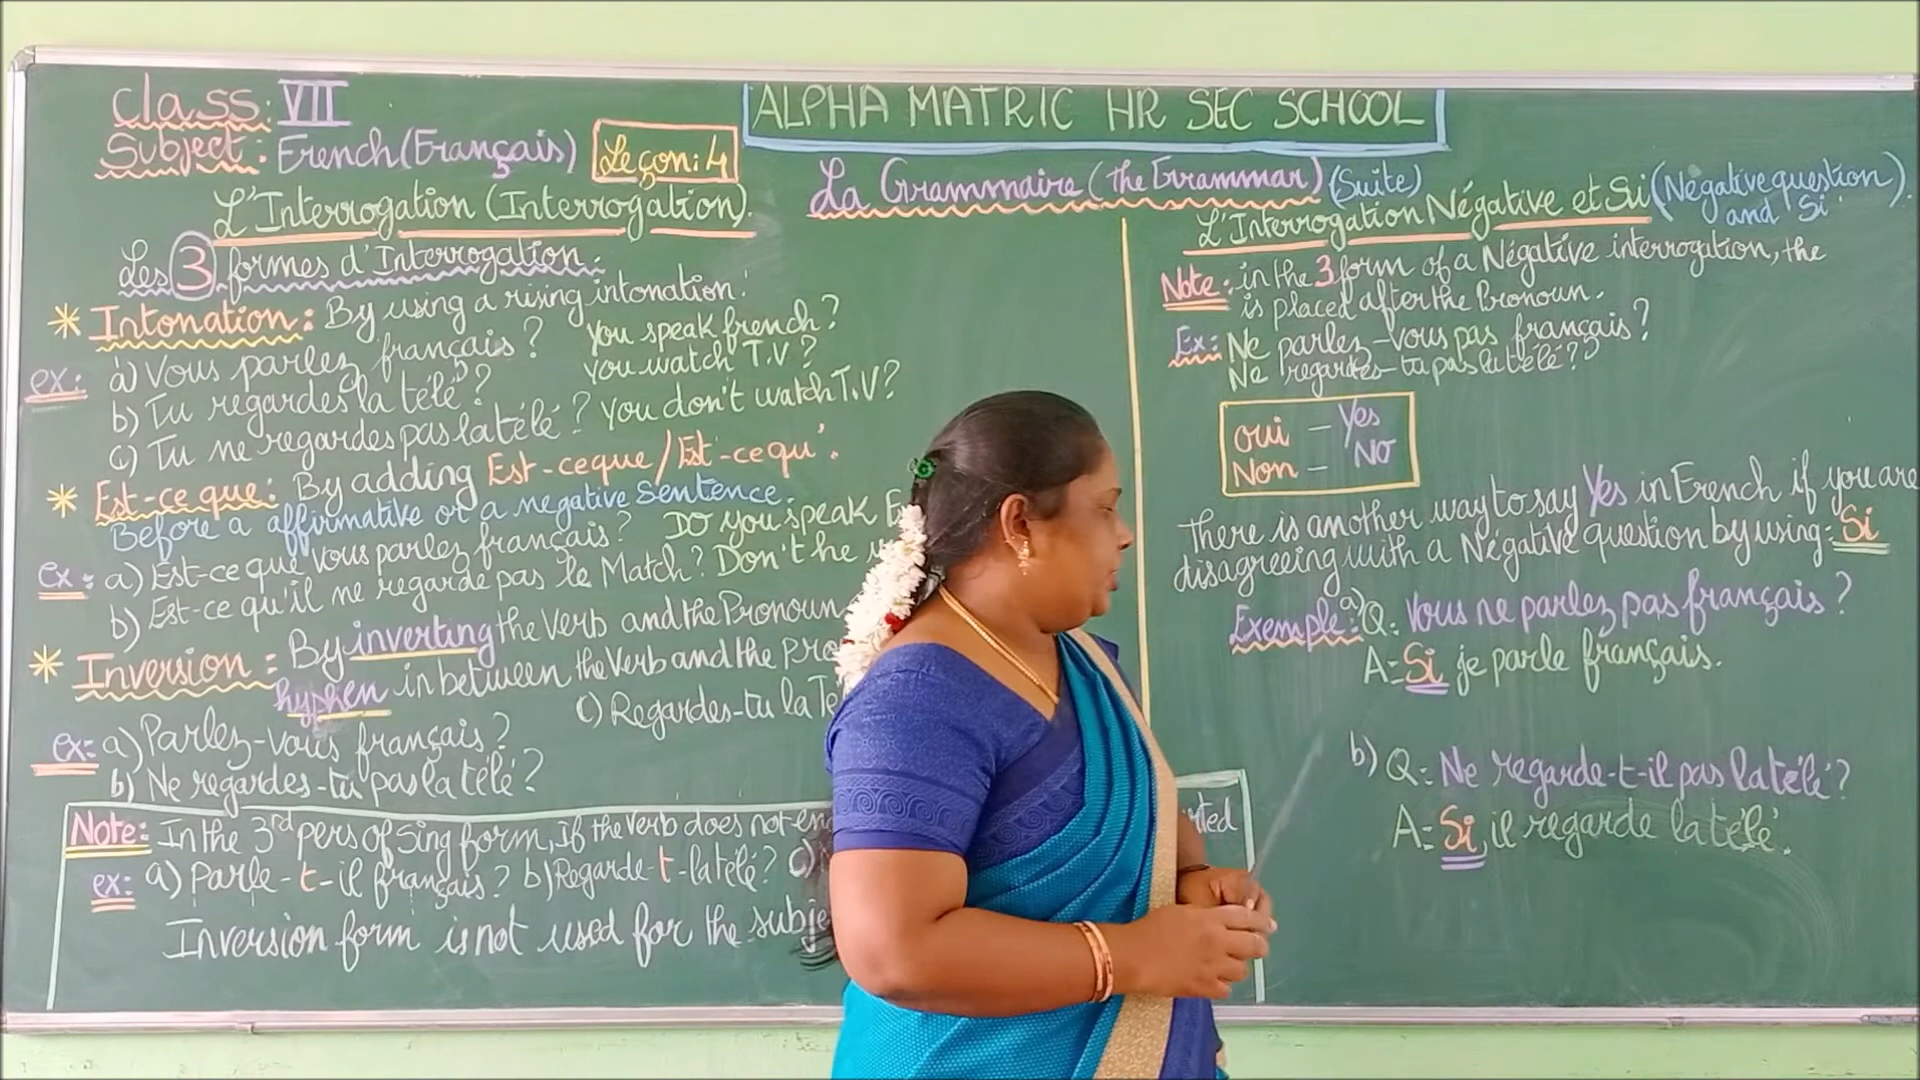 ALPHA MATRIC HR SEC SCHOOL
Class: VII
Subject: French (Français)
Leçon: 4
La Grammaire (the Grammar) (Suite)
L'Interrogation (Interrogation).
Les 3 formes d'Interrogation:
* Intonation: By using a rising intonation.
ex: a) Vous parlez français? You speak french?
b) Tu regardes la télé? You watch T.V?
c) Tu ne regardes pas la télé? You don't watch T.V?
* Est-ce que: By adding Est-ce que / Est-ce qu'.
Before a affirmative or a negative Sentence.
ex: a) Est-ce que vous parlez français? Do you speak
b) Est-ce qu'il ne regarde pas le Match? Don't he
* Inversion: By inverting the Verb and the Pronoun
hyphen in between the Verb and the
ex: a) Parlez-vous français? c) Regardes-tu la
b) Ne regardes-tu pas la télé?
Note: In the 3rd pers of Sing form, If the verb does not
ex: a) Parle-t-il français? b) Regarde-t-la télé? c)
Inversion form is not used for the
L'Interrogation Négative et Si (Négative question and 'Si')
Note: in the 3 form of a Négative interrogation, the
is placed after the Pronoun.
Ex: Ne parlez-vous pas français?
Ne regardes-tu pas la télé?
Oui - Yes
Non - No
There is another way to say Yes in French if you are
disagreeing with a Négative question by using: Si
Exemple: a) Q: Vous ne parlez pas français?
A: Si je parle français.
b) Q: Ne regarde-t-il pas la télé?
A: Si, il regarde la télé.